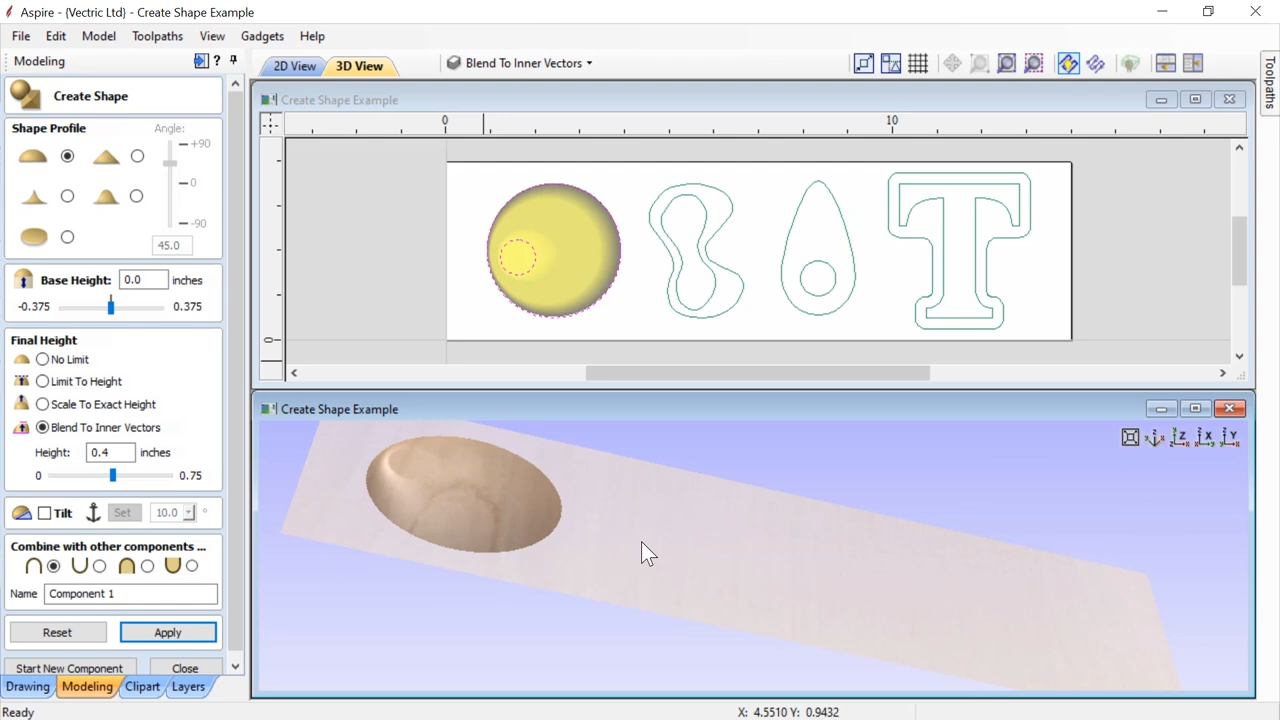 Aspire - {Vectric Ltd} - Create Shape Example
File Edit Model Toolpaths View Gadgets Help
Modeling ?
2D View 3D View Blend To Inner Vectors
Toolpaths
Create Shape
Create Shape Example
Shape Profile
Angle:
+90
0
-90
45.0
0 10
0
T
Base Height: 0.0 inches
-0.375 0.375
Final Height
No Limit
Limit To Height
Scale To Exact Height
Blend To Inner Vectors
Height: 0.4 inches
0 0.75
Tilt Set 10.0 °
Combine with other components ...
Name Component 1
Reset Apply
Start New Component Close
Drawing Modeling Clipart Layers
Create Shape Example
Z X Y
Ready
X: 4.5510 Y: 0.9432